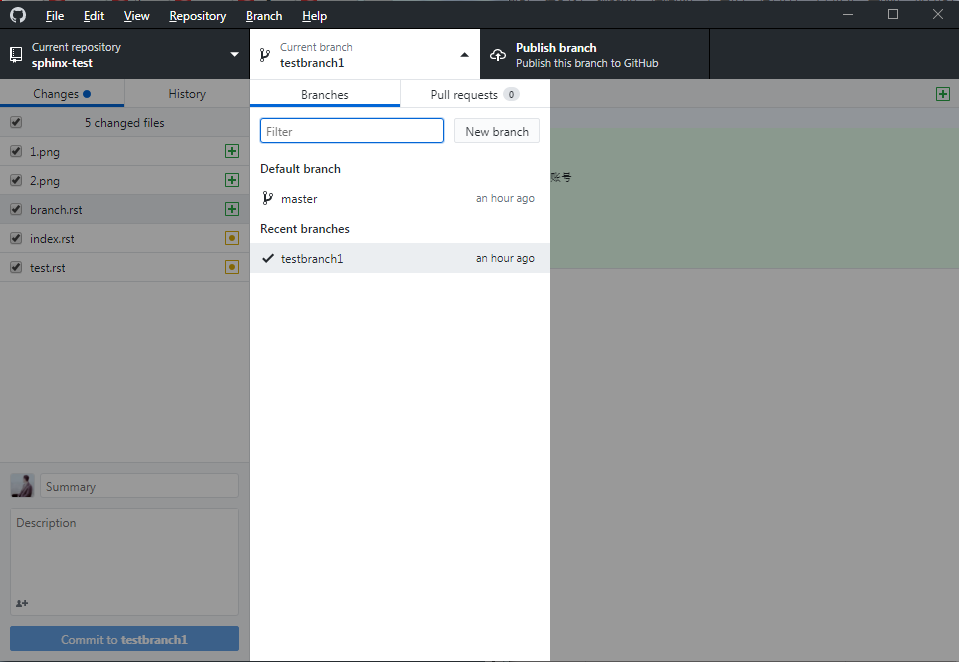 File Edit View Repository Branch Help
Current repository
sphinx-test
Current branch
testbranch1
Publish branch
Publish this branch to GitHub
Changes History
Branches Pull requests 0
5 changed files
1.png
2.png
branch.rst
index.rst
test.rst
Filter New branch
Default branch
master an hour ago
Recent branches
testbranch1 an hour ago
账号
Summary
Description
Commit to testbranch1